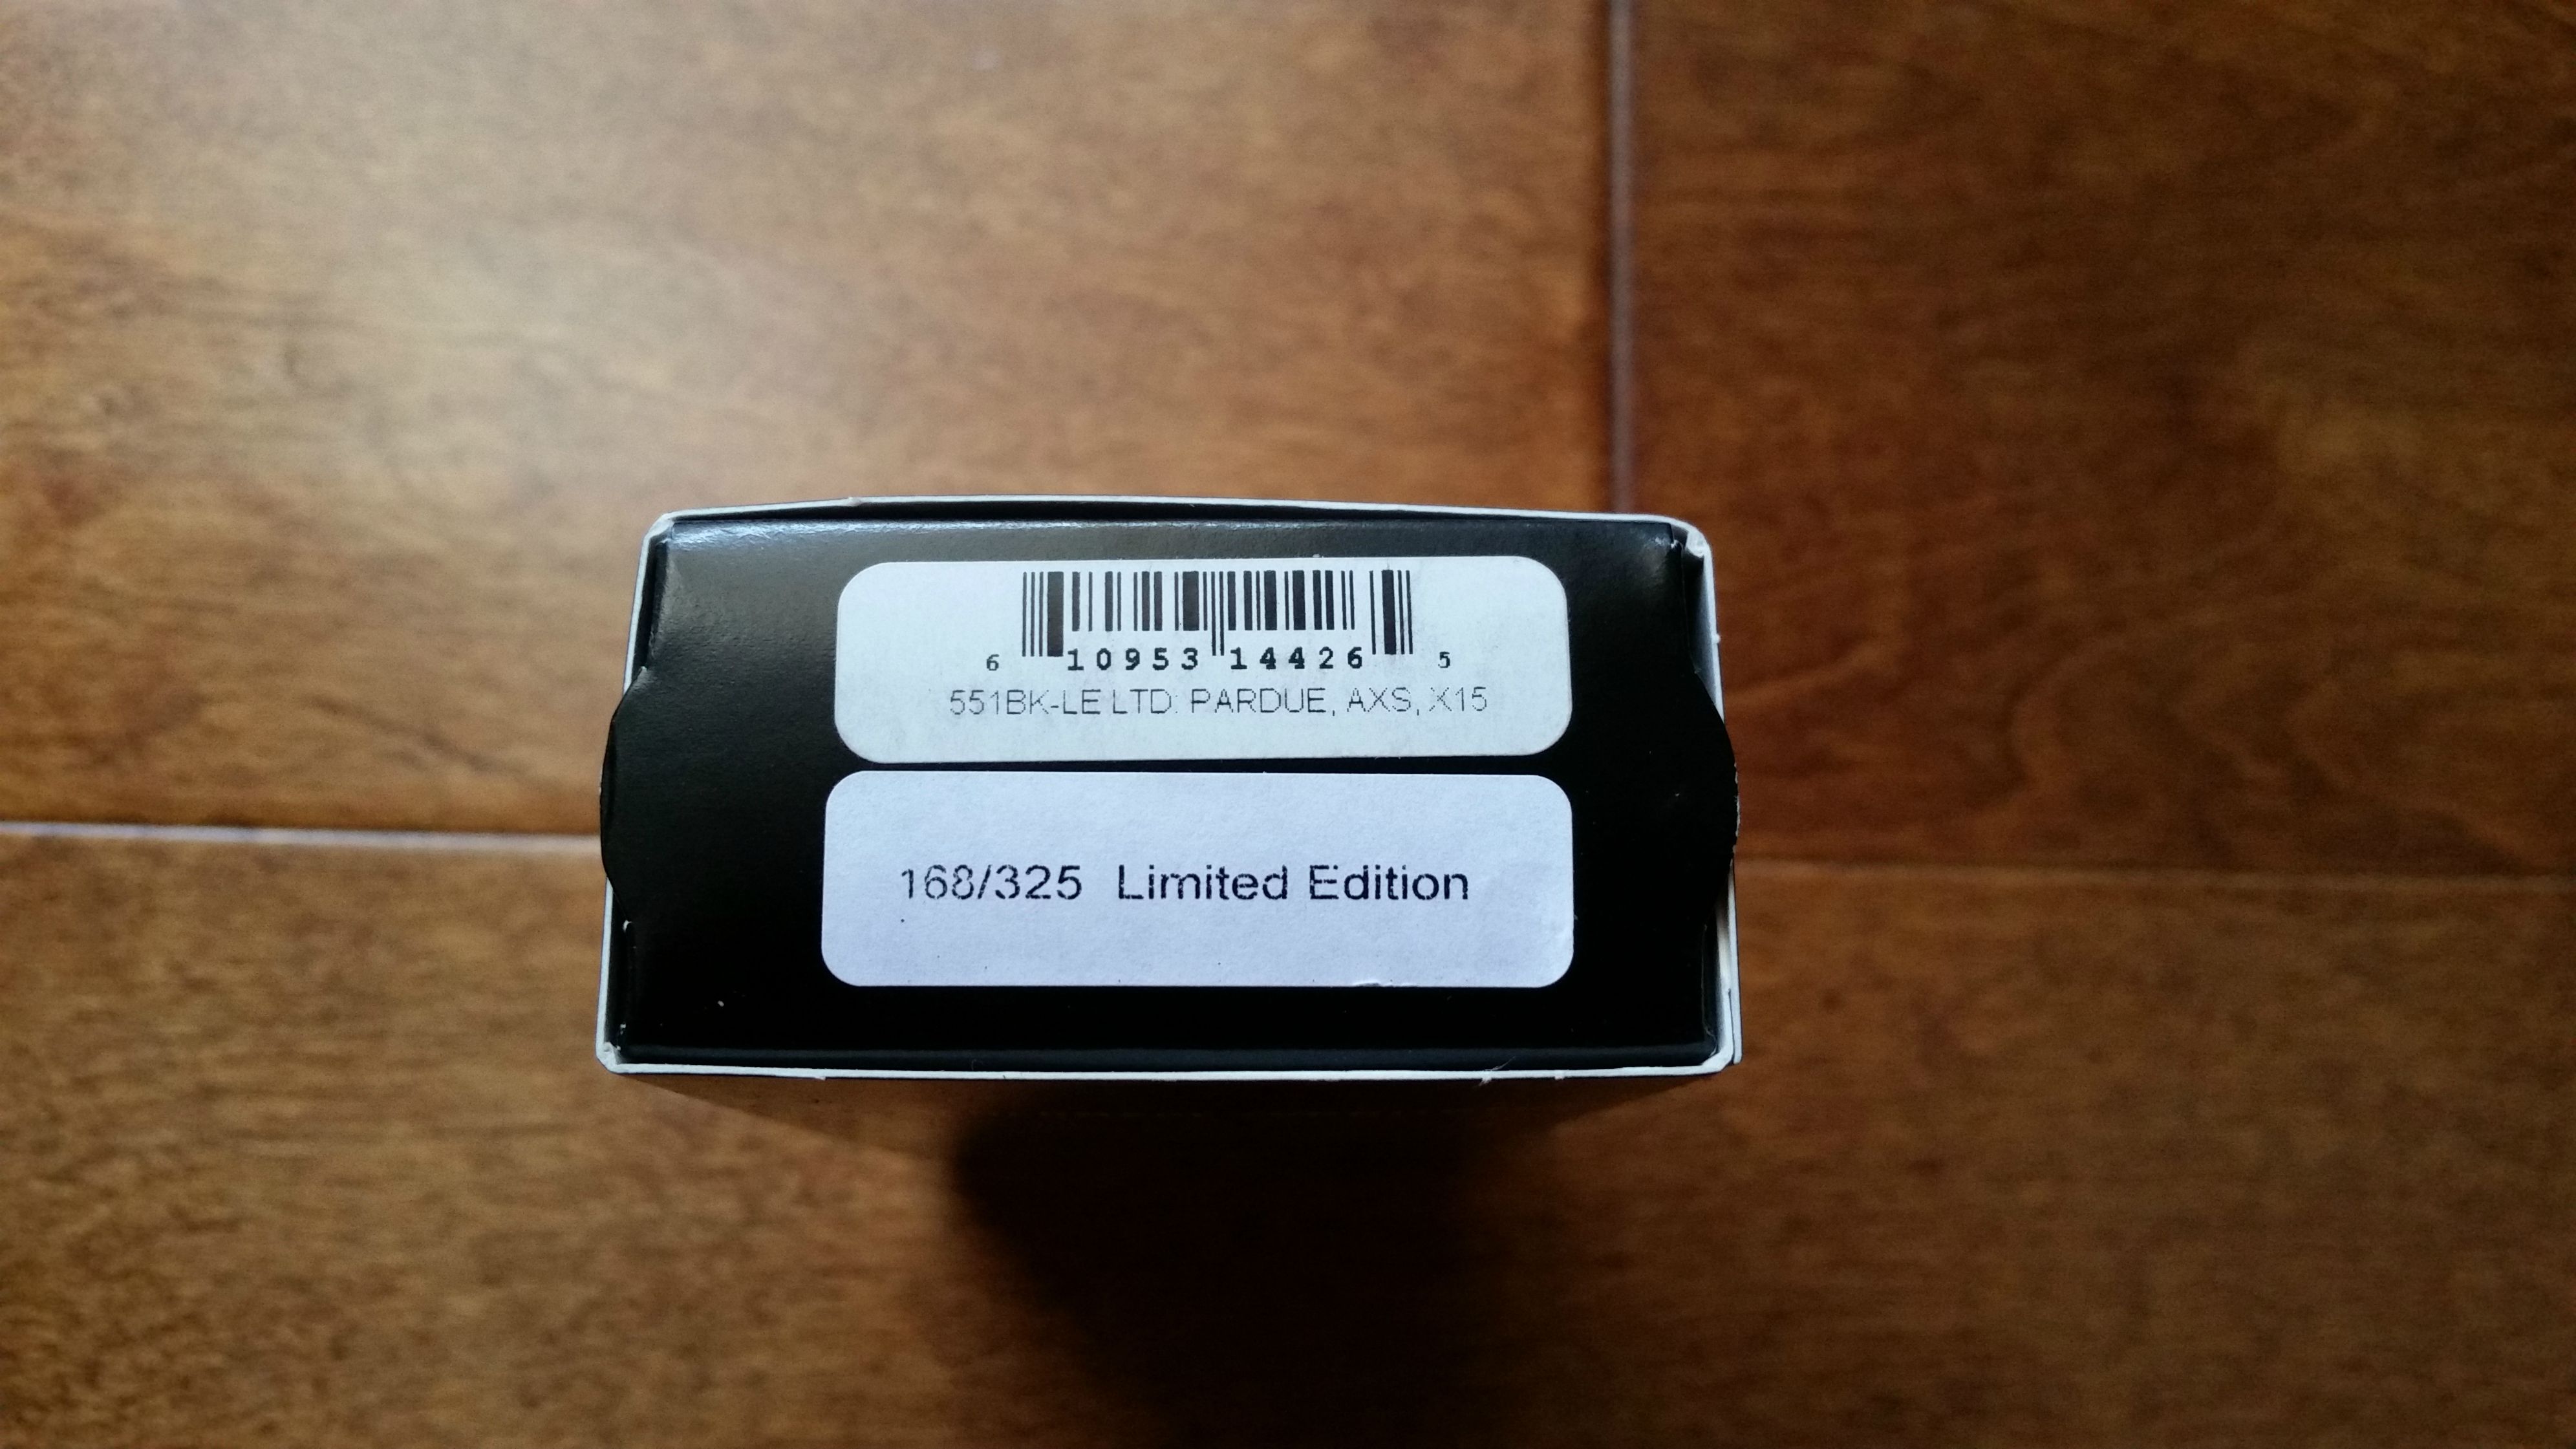 6 10953 14426 5
551BK-LE LTD: PARDUE, AXS, X15
168/325 Limited Edition